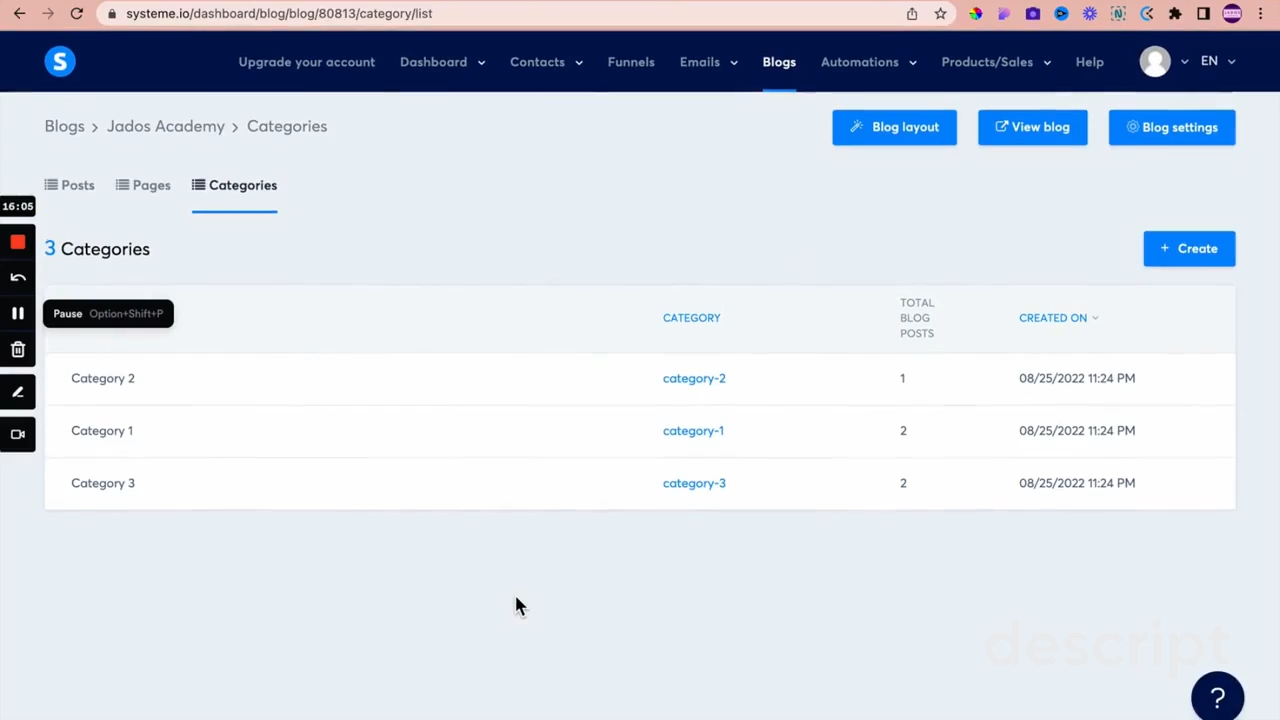 systeme.io/dashboard/blog/blog/80813/category/list
S Upgrade your account Dashboard Contacts Funnels Emails Blogs Automations Products/Sales Help EN
Blogs > Jados Academy > Categories
Blog layout View blog Blog settings
Posts Pages Categories
16:05
3 Categories
+ Create
Pause Option+Shift+P
CATEGORY
TOTAL
BLOG
POSTS
CREATED ON
Category 2 category-2 1 08/25/2022 11:24 PM
Category 1 category-1 2 08/25/2022 11:24 PM
Category 3 category-3 2 08/25/2022 11:24 PM
descript
?